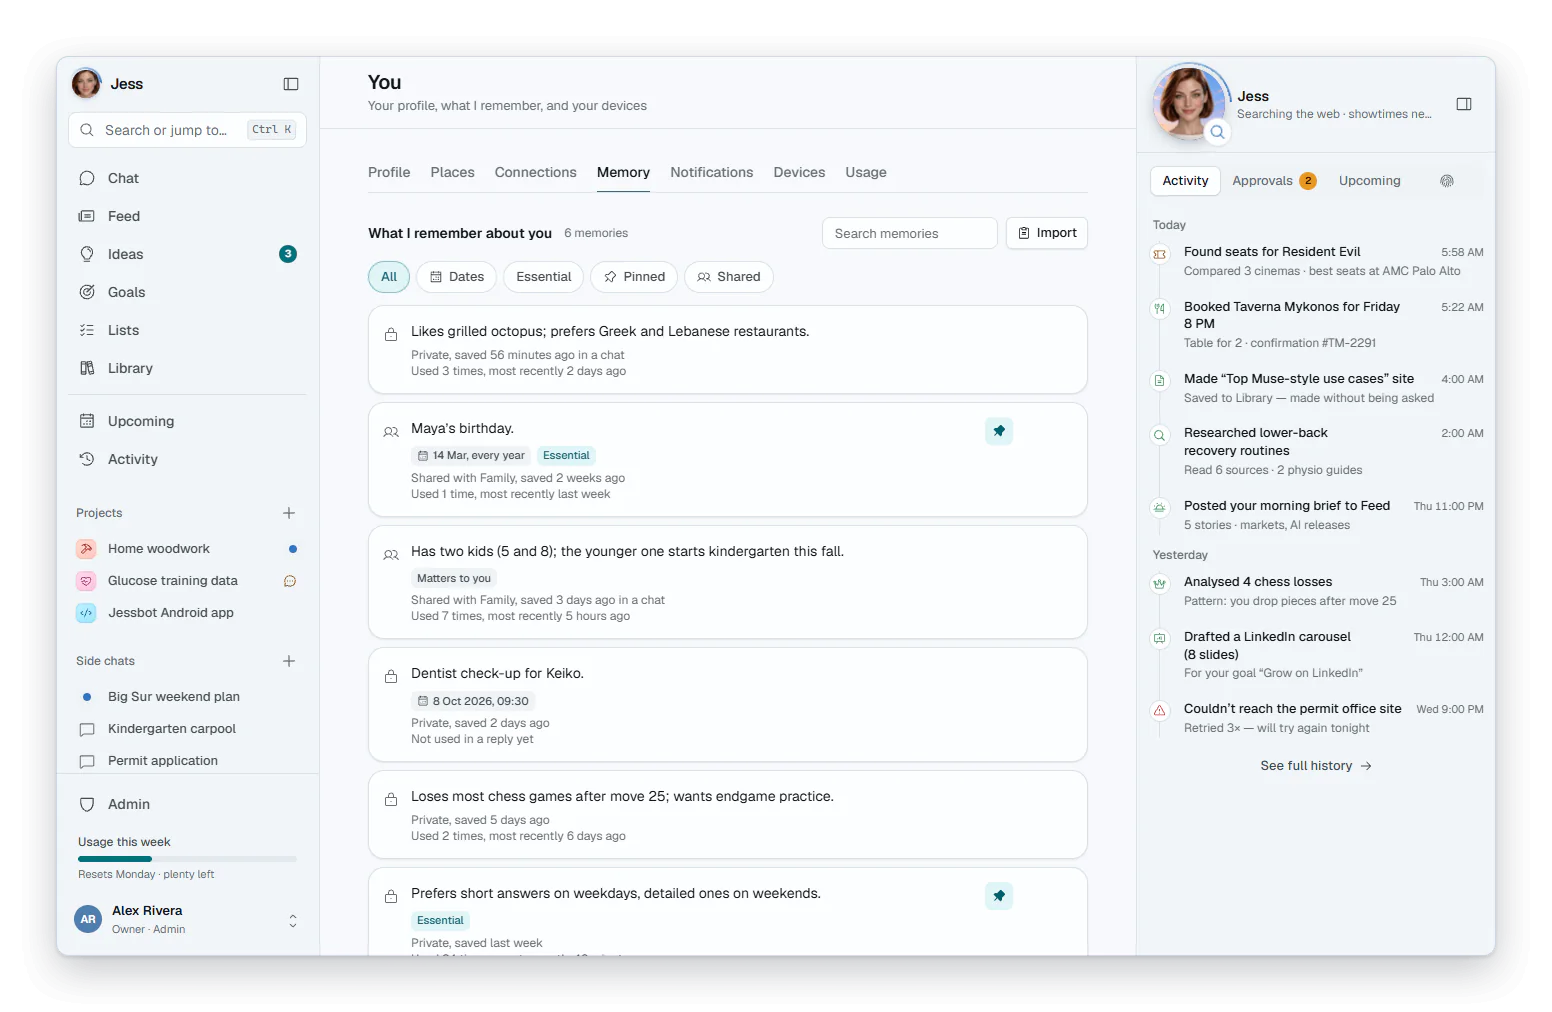 Jess
Search or jump to...
Ctrl K
Chat
Feed
Ideas
3
Goals
Lists
Library
Upcoming
Activity
Projects
Home woodwork
Glucose training data
Jessbot Android app
Side chats
Big Sur weekend plan
Kindergarten carpool
Permit application
Admin
Usage this week
Resets Monday · plenty left
AR
Alex Rivera
Owner · Admin
You
Your profile, what I remember, and your devices
Profile
Places
Connections
Memory
Notifications
Devices
Usage
What I remember about you
6 memories
Search memories
Import
All
Dates
Essential
Pinned
Shared
Likes grilled octopus; prefers Greek and Lebanese restaurants.
Private, saved 56 minutes ago in a chat
Used 3 times, most recently 2 days ago
Maya's birthday.
14 Mar, every year
Essential
Shared with Family, saved 2 weeks ago
Used 1 time, most recently last week
Has two kids (5 and 8); the younger one starts kindergarten this fall.
Matters to you
Shared with Family, saved 3 days ago in a chat
Used 7 times, most recently 5 hours ago
Dentist check-up for Keiko.
8 Oct 2026, 09:30
Private, saved 2 days ago
Not used in a reply yet
Loses most chess games after move 25; wants endgame practice.
Private, saved 5 days ago
Used 2 times, most recently 6 days ago
Prefers short answers on weekdays, detailed ones on weekends.
Essential
Private, saved last week
Jess
Searching the web · showtimes ne...
Activity
Approvals
2
Upcoming
Today
Found seats for Resident Evil
5:58 AM
Compared 3 cinemas · best seats at AMC Palo Alto
Booked Taverna Mykonos for Friday
8 PM
5:22 AM
Table for 2 · confirmation #TM-2291
Made “Top Muse-style use cases” site
4:00 AM
Saved to Library — made without being asked
Researched lower-back
recovery routines
2:00 AM
Read 6 sources · 2 physio guides
Posted your morning brief to Feed
Thu 11:00 PM
5 stories · markets, AI releases
Yesterday
Analysed 4 chess losses
Thu 3:00 AM
Pattern: you drop pieces after move 25
Drafted a LinkedIn carousel
(8 slides)
Thu 12:00 AM
For your goal “Grow on LinkedIn”
Couldn't reach the permit office site
Wed 9:00 PM
Retried 3× — will try again tonight
See full history